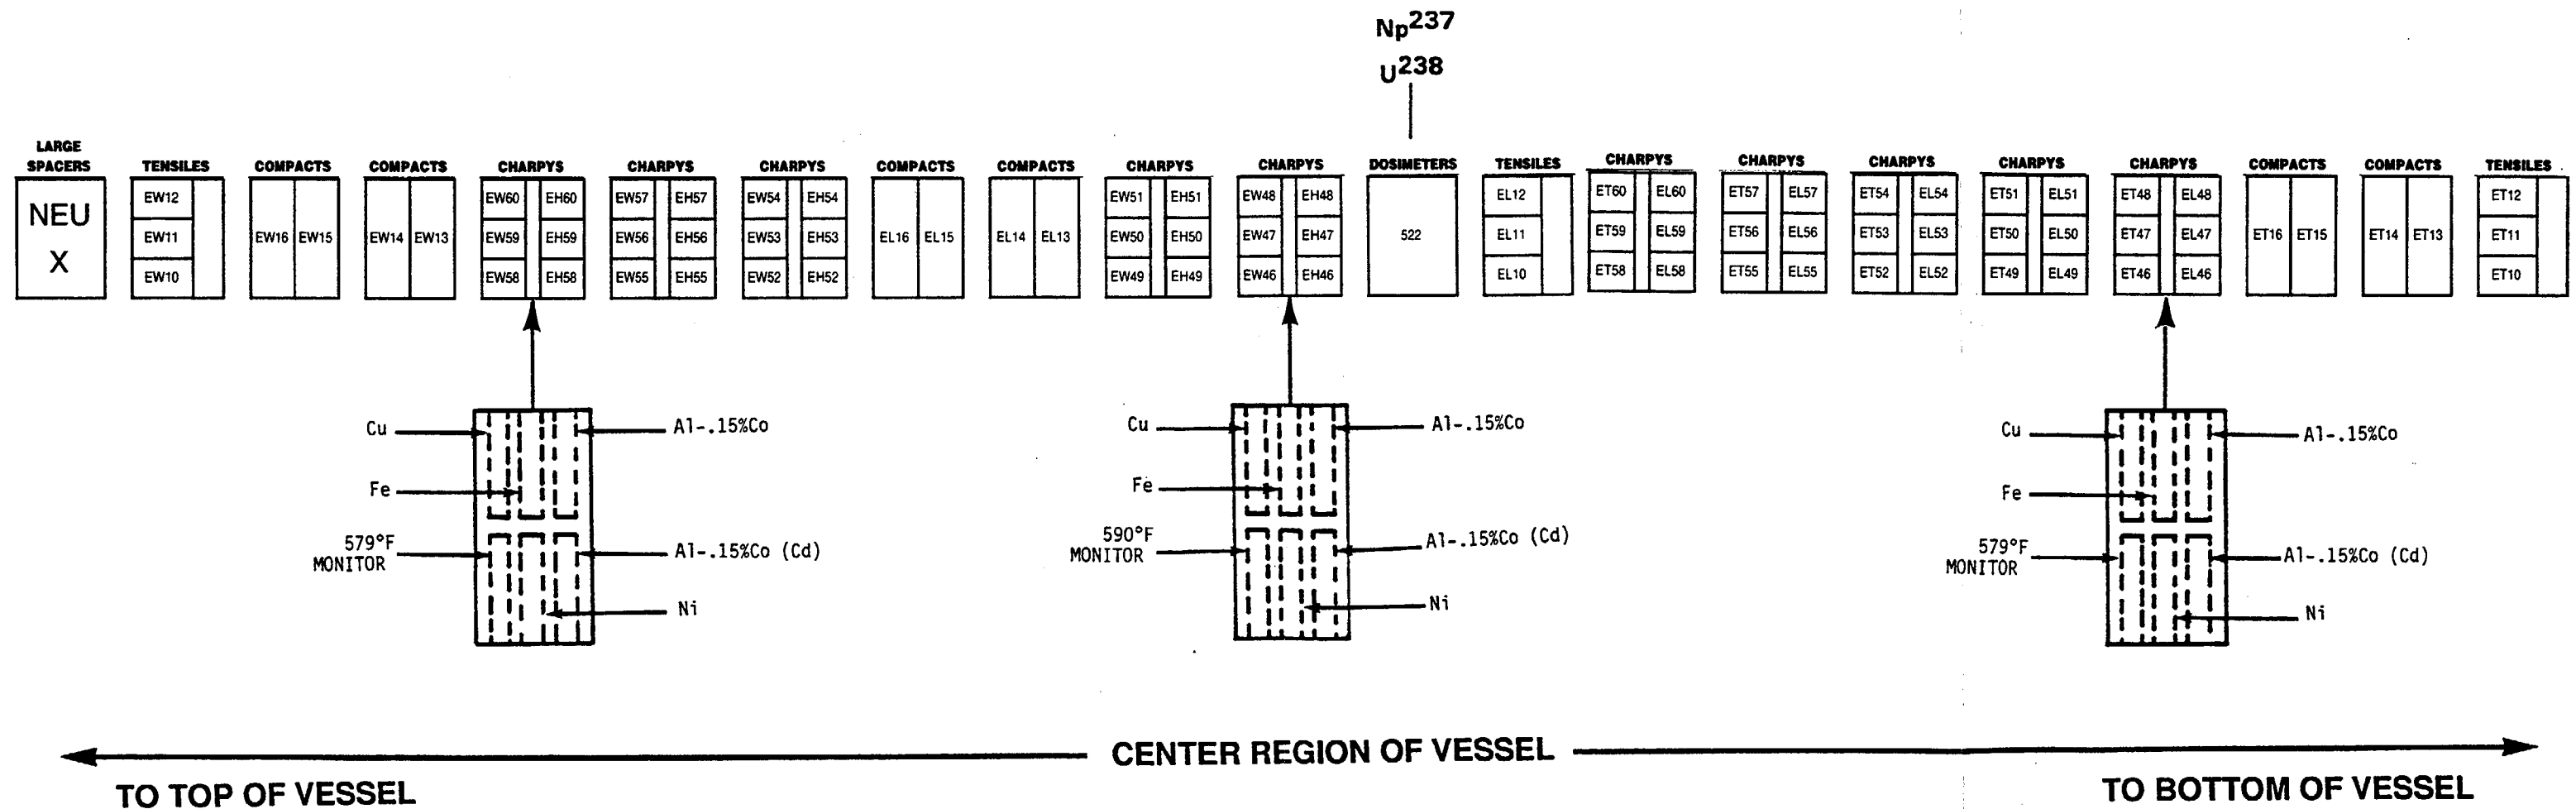 Np237
U238
LARGE
SPACERS TENSILES COMPACTS COMPACTS CHARPYS CHARPYS CHARPYS COMPACTS COMPACTS CHARPYS CHARPYS DOSIMETERS TENSILES CHARPYS CHARPYS CHARPYS CHARPYS CHARPYS COMPACTS COMPACTS TENSILES
NEU EW12 EW60 EH60 EW57 EH57 EW54 EH54 EW51 EH51 EW48 EH48 EL12 ET60 EL60 ET57 EL57 ET54 EL54 ET51 EL51 ET48 EL48 ET12
EW11 EW16 EW15 EW14 EW13 EW59 EH59 EW56 EH56 EW53 EH53 EL16 EL15 EL14 EL13 EW50 EH50 EW47 EH47 522 EL11 ET59 EL59 ET56 EL56 ET53 EL53 ET50 EL50 ET47 EL47 ET16 ET15 ET14 ET13 ET11
X EW10 EW58 EH58 EW55 EH55 EW52 EH52 EW49 EH49 EW46 EH46 EL10 ET58 EL58 ET55 EL55 ET52 EL52 ET49 EL49 ET46 EL46 ET10
Cu Al-.15%Co Cu Al-.15%Co Cu Al-.15%Co
Fe Fe Fe
579°F Al-.15%Co (Cd) 590°F Al-.15%Co (Cd) 579°F Al-.15%Co (Cd)
MONITOR MONITOR MONITOR
Ni Ni Ni
CENTER REGION OF VESSEL
TO TOP OF VESSEL TO BOTTOM OF VESSEL